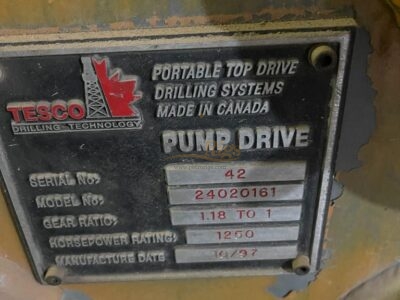 TESCO
DRILLING TECHNOLOGY
PORTABLE TOP DRIVE
DRILLING SYSTEMS
MADE IN CANADA
PUMP DRIVE
SERIAL No: 42
MODEL No: 24020161
GEAR RATIO: 1.18 TO 1
HORSEPOWER RATING: 1260
MANUFACTURE DATE 10/97